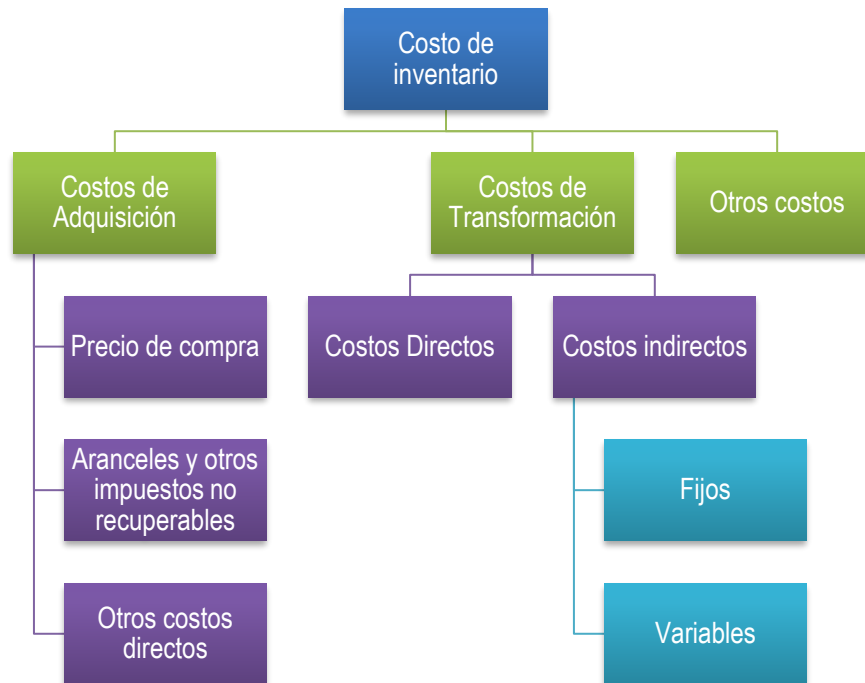 Costo de
inventario
Costos de
Adquisición
Costos de
Transformación
Otros costos
Precio de compra
Costos Directos
Costos indirectos
Aranceles y otros
impuestos no
recuperables
Fijos
Otros costos
directos
Variables